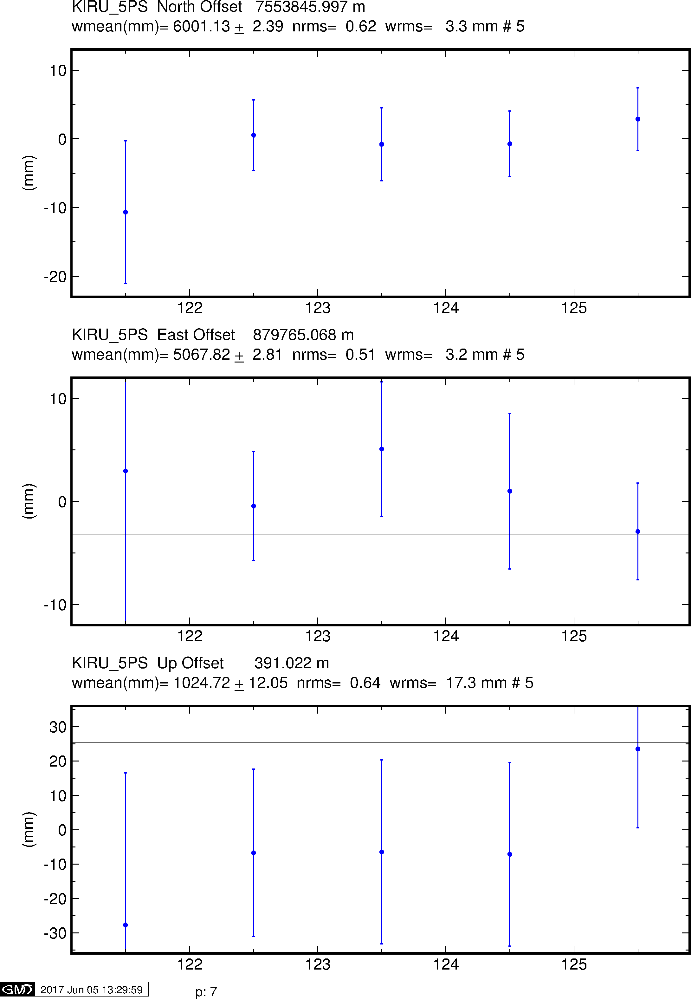 KIRU_5PS North Offset 7553845.997 m
wmean(mm)= 6001.13 ± 2.39 nrms= 0.62 wrms= 3.3 mm # 5
10
0
-10
-20
(mm)
122 123 124 125
KIRU_5PS East Offset 879765.068 m
wmean(mm)= 5067.82 ± 2.81 nrms= 0.51 wrms= 3.2 mm # 5
10
0
-10
(mm)
122 123 124 125
KIRU_5PS Up Offset 391.022 m
wmean(mm)= 1024.72 ± 12.05 nrms= 0.64 wrms= 17.3 mm # 5
30
20
10
0
-10
-20
-30
(mm)
122 123 124 125
GMT 2017 Jun 05 13:29:59 p: 7